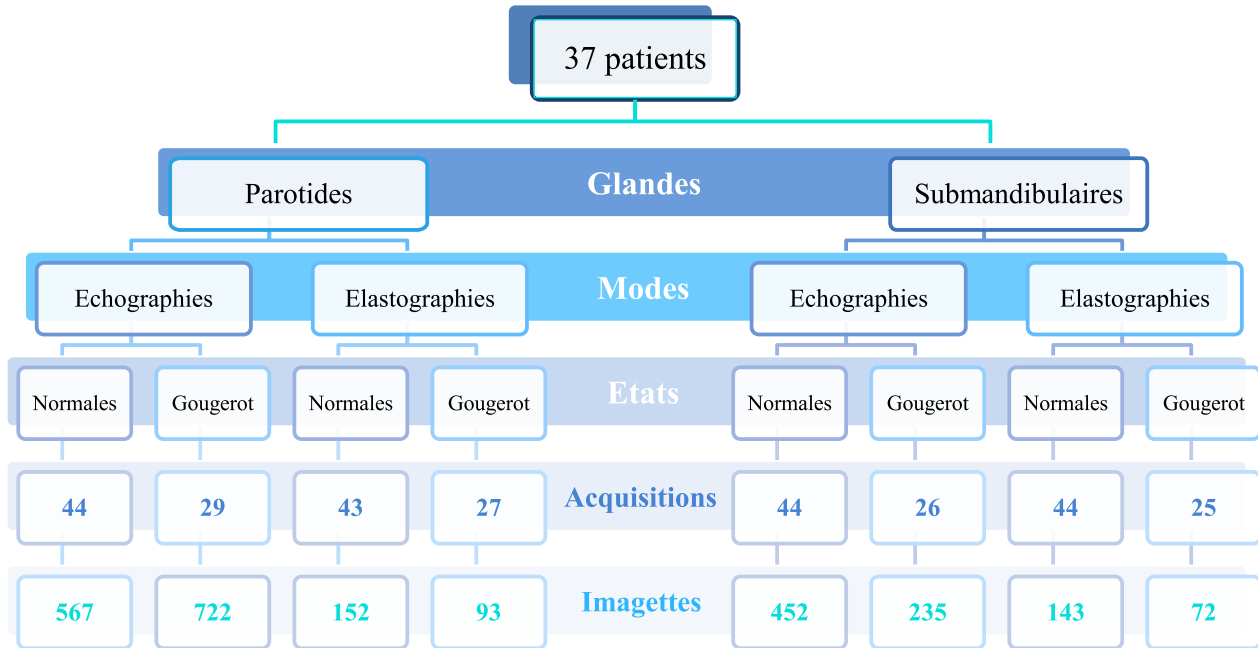 37 patients
Parotides Glandes Submandibulaires
Echographies Elastographies Modes Echographies Elastographies
Normales Gougerot Normales Gougerot Etats Normales Gougerot Normales Gougerot
44 29 43 27 Acquisitions 44 26 44 25
567 722 152 93 Imagettes 452 235 143 72